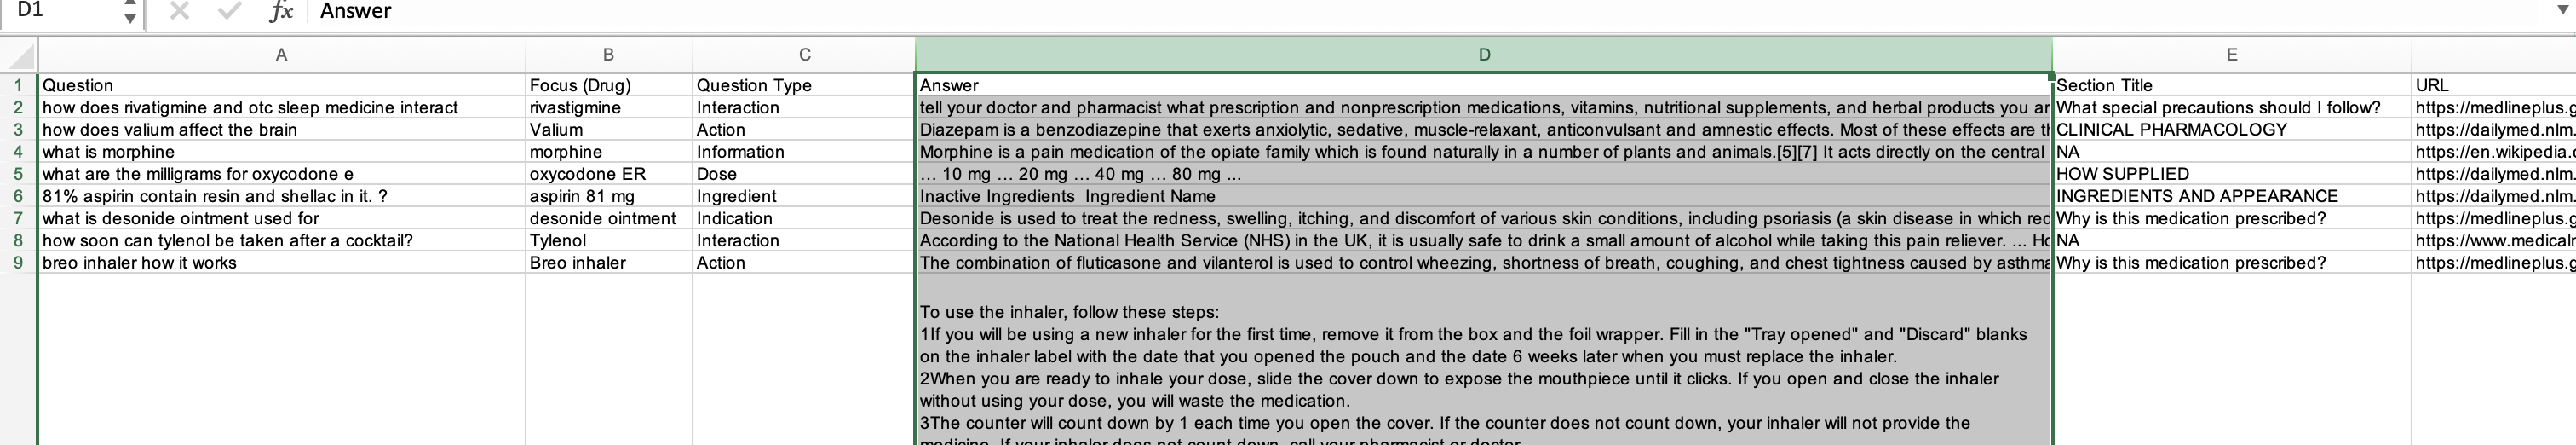 D1 fx Answer
A B C D E
1 Question Focus (Drug) Question Type Answer Section Title URL
2 how does rivatigmine and otc sleep medicine interact rivastigmine Interaction tell your doctor and pharmacist what prescription and nonprescription medications, vitamins, nutritional supplements, and herbal products you ar What special precautions should I follow? https://medlineplus.g
3 how does valium affect the brain Valium Action Diazepam is a benzodiazepine that exerts anxiolytic, sedative, muscle-relaxant, anticonvulsant and amnestic effects. Most of these effects are th CLINICAL PHARMACOLOGY https://dailymed.nlm.
4 what is morphine morphine Information Morphine is a pain medication of the opiate family which is found naturally in a number of plants and animals.[5][7] It acts directly on the central NA https://en.wikipedia.o
5 what are the milligrams for oxycodone e oxycodone ER Dose ... 10 mg ... 20 mg ... 40 mg ... 80 mg ... HOW SUPPLIED https://dailymed.nlm.
6 81% aspirin contain resin and shellac in it. ? aspirin 81 mg Ingredient Inactive Ingredients  Ingredient Name INGREDIENTS AND APPEARANCE https://dailymed.nlm.
7 what is desonide ointment used for desonide ointment Indication Desonide is used to treat the redness, swelling, itching, and discomfort of various skin conditions, including psoriasis (a skin disease in which red Why is this medication prescribed? https://medlineplus.g
8 how soon can tylenol be taken after a cocktail? Tylenol Interaction According to the National Health Service (NHS) in the UK, it is usually safe to drink a small amount of alcohol while taking this pain reliever. ... Ho NA https://www.medicaln
9 breo inhaler how it works Breo inhaler Action The combination of fluticasone and vilanterol is used to control wheezing, shortness of breath, coughing, and chest tightness caused by asthma Why is this medication prescribed? https://medlineplus.g
To use the inhaler, follow these steps:
1If you will be using a new inhaler for the first time, remove it from the box and the foil wrapper. Fill in the "Tray opened" and "Discard" blanks
on the inhaler label with the date that you opened the pouch and the date 6 weeks later when you must replace the inhaler.
2When you are ready to inhale your dose, slide the cover down to expose the mouthpiece until it clicks. If you open and close the inhaler
without using your dose, you will waste the medication.
3The counter will count down by 1 each time you open the cover. If the counter does not count down, your inhaler will not provide the
medicine. If your inhaler does not count down, call your pharmacist or doctor.